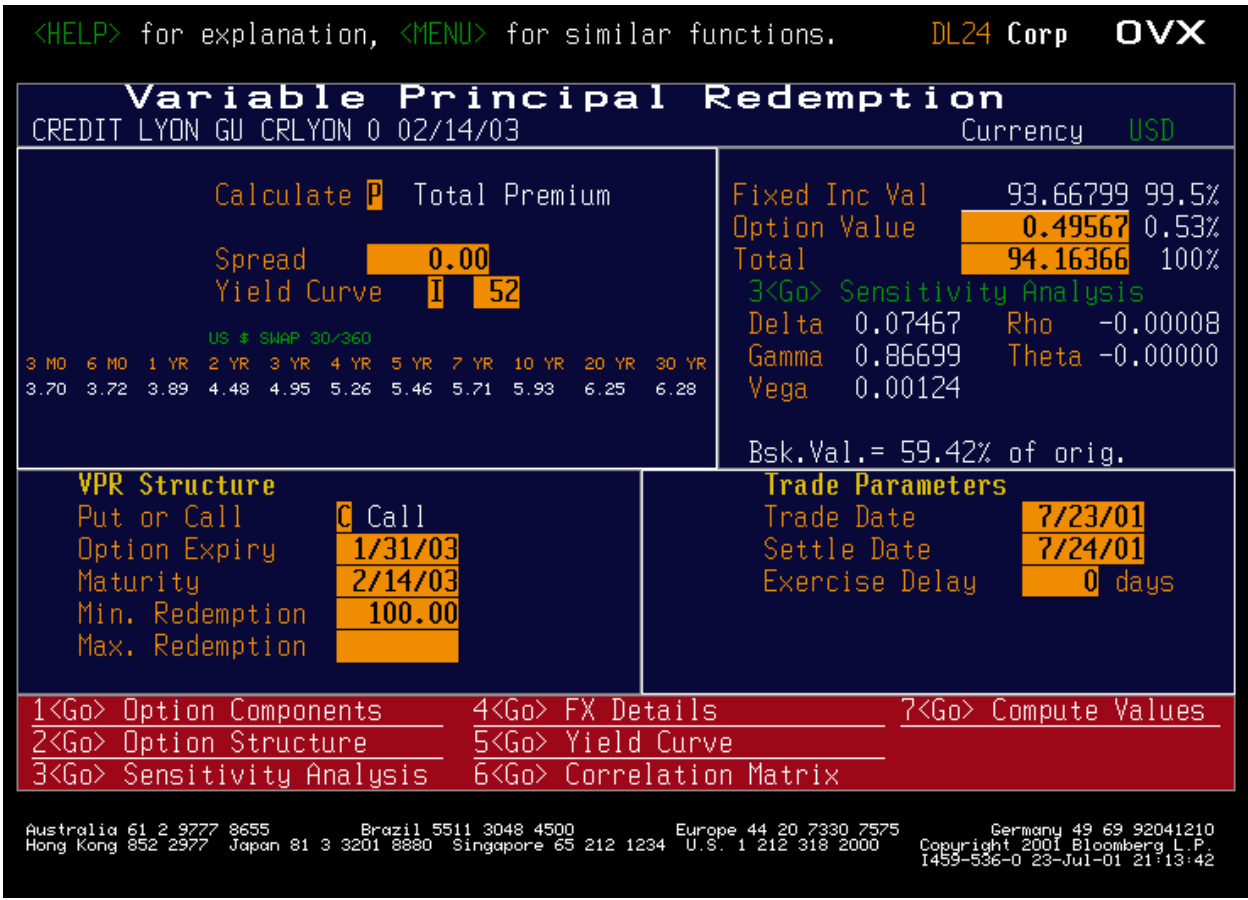 <HELP> for explanation, <MENU> for similar functions. DL24 Corp OVX
Variable Principal Redemption
CREDIT LYON GU CRLYON 0 02/14/03 Currency USD
Calculate P Total Premium
Spread 0.00
Yield Curve I 52
US $ SWAP 30/360
3 MO 6 MO 1 YR 2 YR 3 YR 4 YR 5 YR 7 YR 10 YR 20 YR 30 YR
3.70 3.72 3.89 4.48 4.95 5.26 5.46 5.71 5.93 6.25 6.28
Fixed Inc Val 93.66799 99.5%
Option Value 0.49567 0.53%
Total 94.16366 100%
3<Go> Sensitivity Analysis
Delta 0.07467 Rho -0.00008
Gamma 0.86699 Theta -0.00000
Vega 0.00124
Bsk.Val.= 59.42% of orig.
VPR Structure
Put or Call C Call
Option Expiry 1/31/03
Maturity 2/14/03
Min. Redemption 100.00
Max. Redemption
Trade Parameters
Trade Date 7/23/01
Settle Date 7/24/01
Exercise Delay 0 days
1<Go> Option Components 4<Go> FX Details 7<Go> Compute Values
2<Go> Option Structure 5<Go> Yield Curve
3<Go> Sensitivity Analysis 6<Go> Correlation Matrix
Australia 61 2 9777 8655 Brazil 5511 3048 4500 Europe 44 20 7330 7575 Germany 49 69 92041210
Hong Kong 852 2977 Japan 81 3 3201 8880 Singapore 65 212 1234 U.S. 1 212 318 2000 Copyright 2001 Bloomberg L.P.
I459-536-0 23-Jul-01 21:13:42